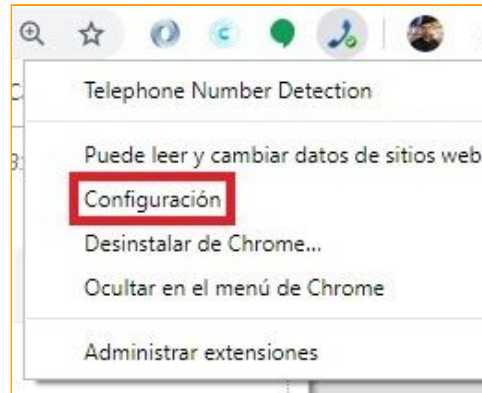 Telephone Number Detection
Puede leer y cambiar datos de sitios web
Configuración
Desinstalar de Chrome...
Ocultar en el menú de Chrome
Administrar extensiones